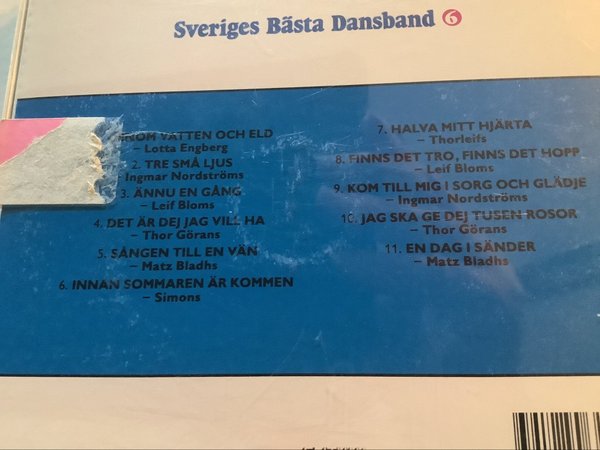 Sveriges Bästa Dansband 6
NOM VATTEN OCH ELD
– Lotta Engberg
2. TRE SMÅ LJUS
– Ingmar Nordströms
3. ÄNNU EN GÅNG
– Leif Bloms
4. DET ÄR DEJ JAG VILL HA
– Thor Görans
5. SÅNGEN TILL EN VÄN
– Matz Bladhs
6. INNAN SOMMAREN ÄR KOMMEN
– Simons
7. HALVA MITT HJÄRTA
– Thorleifs
8. FINNS DET TRO, FINNS DET HOPP
– Leif Bloms
9. KOM TILL MIG I SORG OCH GLÄDJE
– Ingmar Nordströms
10. JAG SKA GE DEJ TUSEN ROSOR
– Thor Görans
11. EN DAG I SÄNDER
– Matz Bladhs